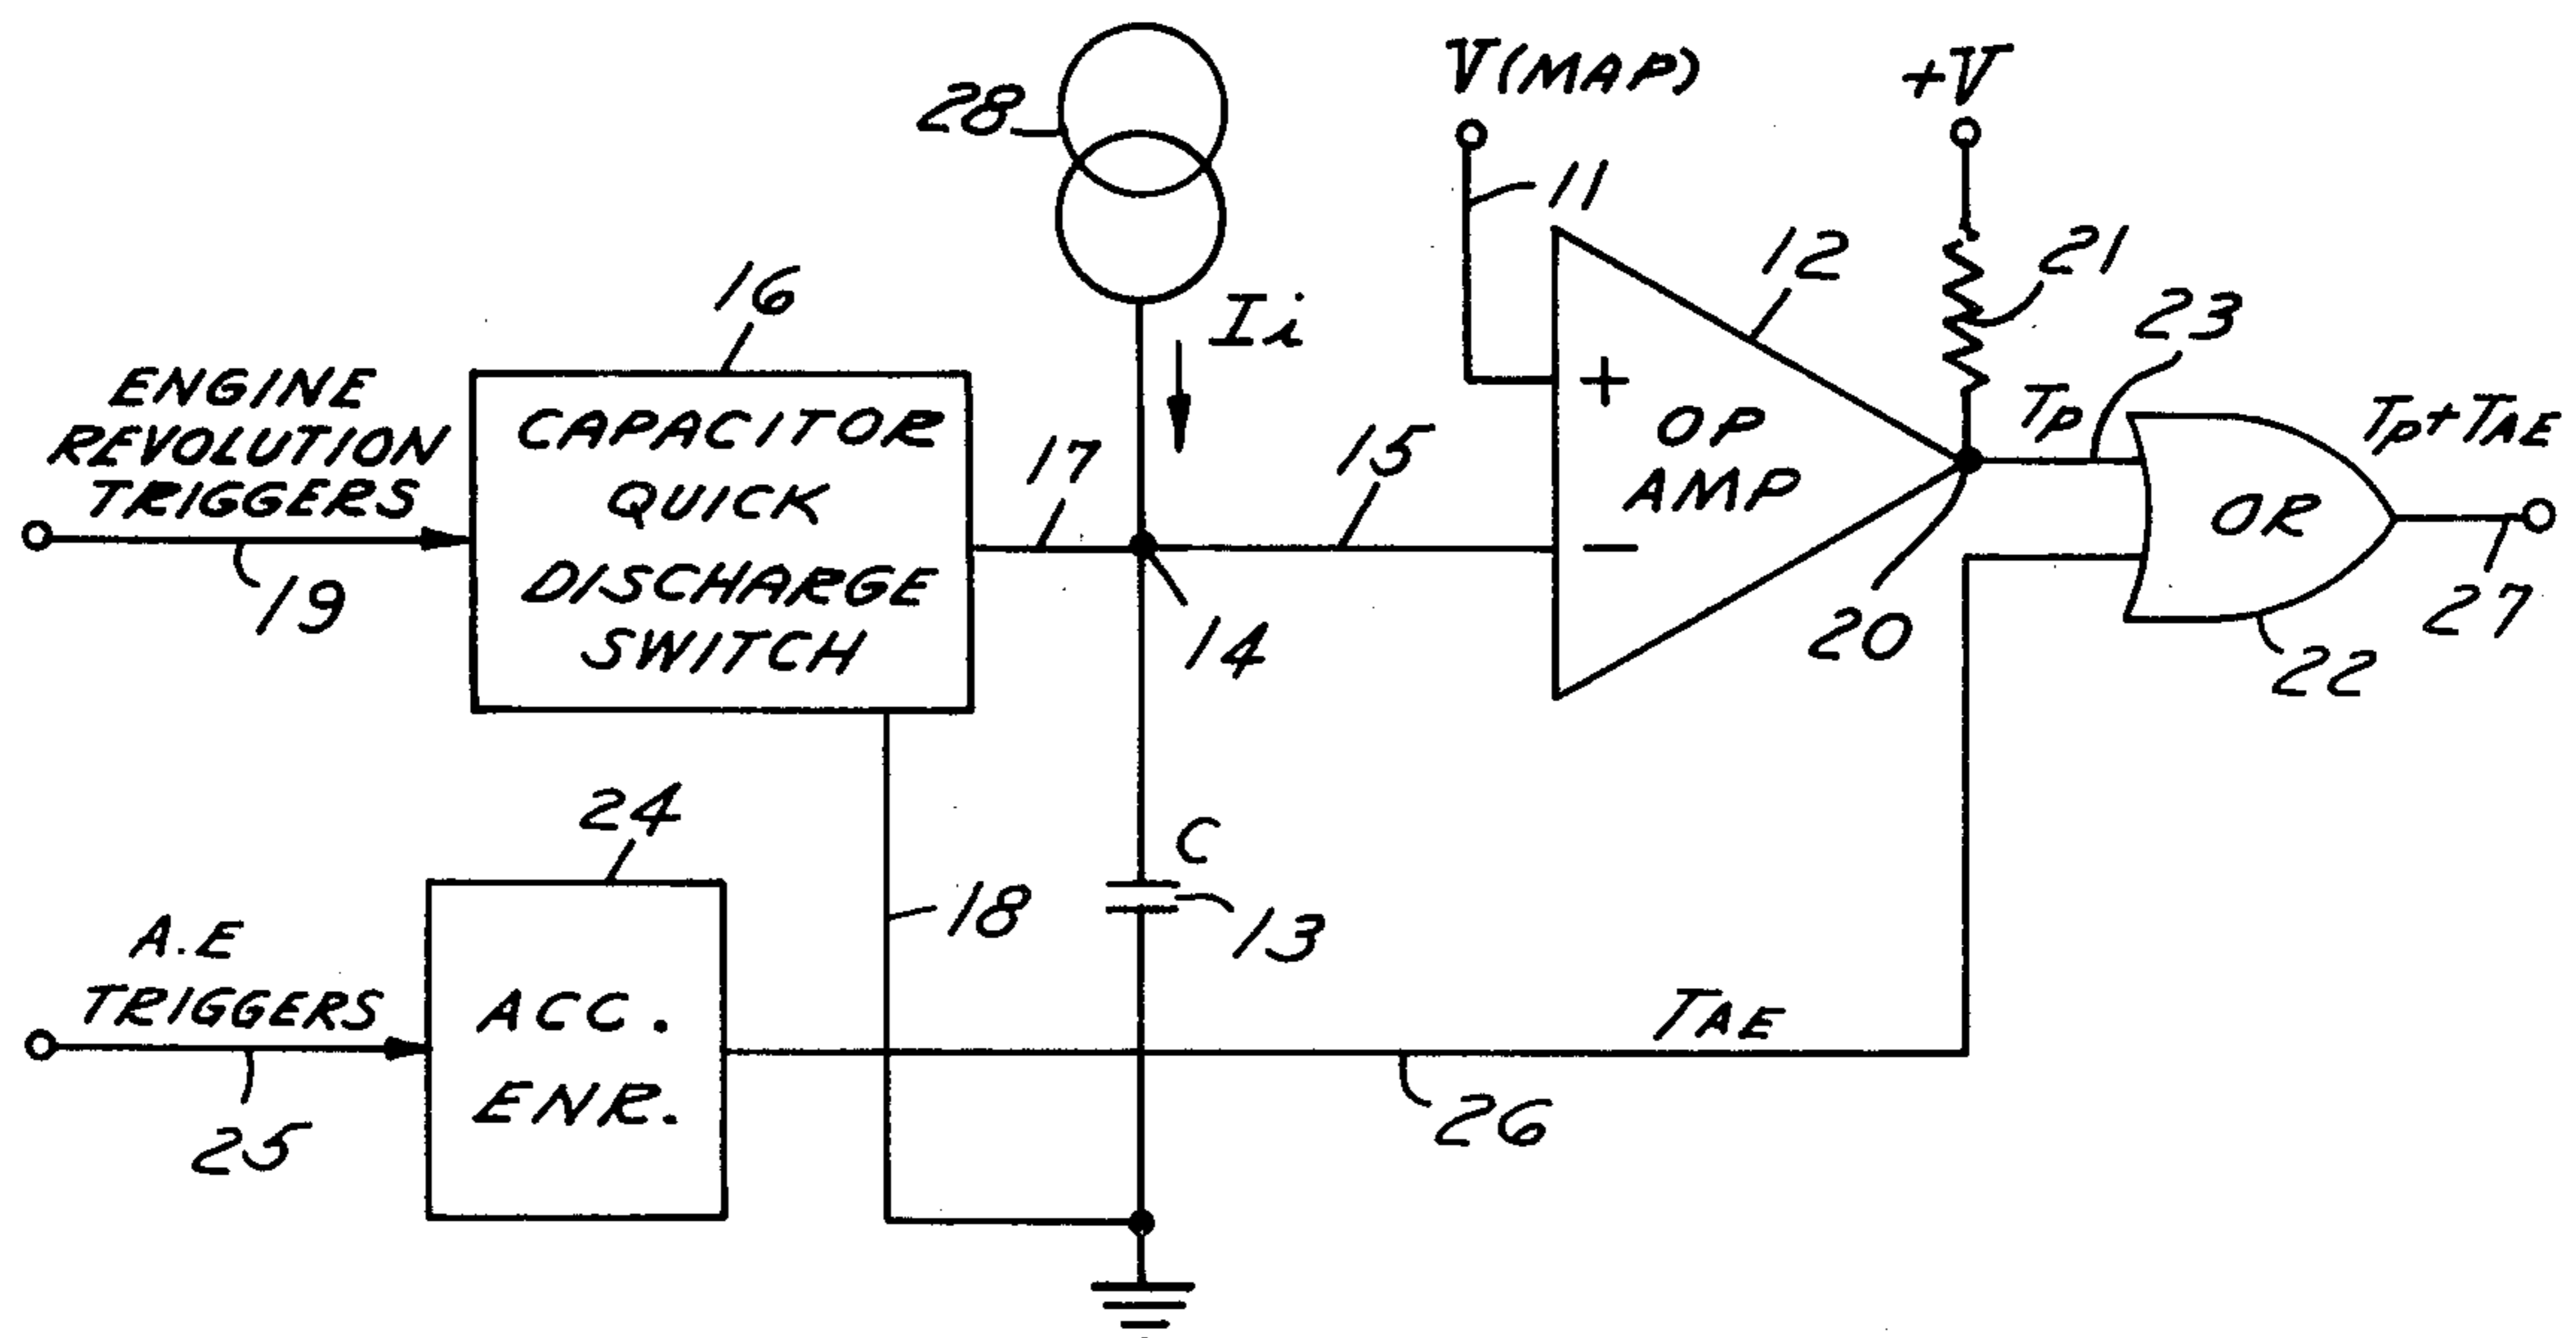 28
V(MAP)
+V
11
12
21
16
Ii
23
ENGINE
REVOLUTION
TRIGGERS
CAPACITOR
QUICK
DISCHARGE
SWITCH
17
15
+
OP
AMP
−
Tp
OR
Tp+TAE
19
14
20
27
22
24
C
13
18
A.E
TRIGGERS
ACC.
ENR.
TAE
25
26